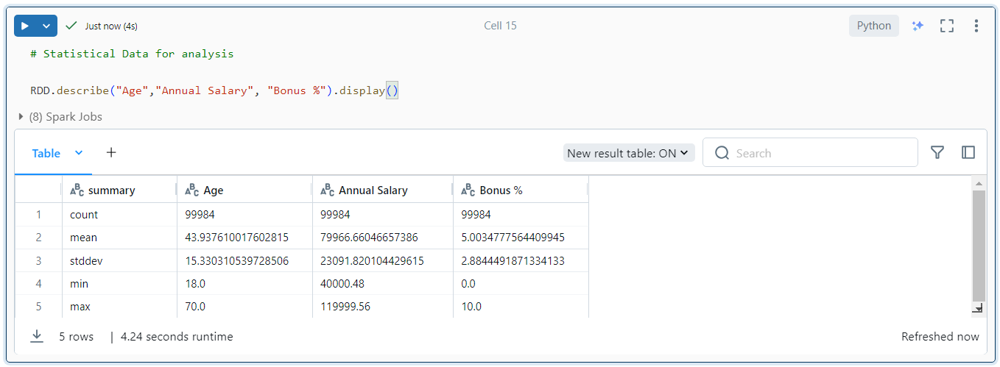 Just now (4s) Cell 15 Python
# Statistical Data for analysis
RDD.describe("Age","Annual Salary", "Bonus %").display()
(8) Spark Jobs
Table + New result table: ON Search
summary Age Annual Salary Bonus %
1 count 99984 99984 99984
2 mean 43.937610017602815 79966.66046657386 5.0034777564409945
3 stddev 15.330310539728506 23091.820104429615 2.8844491871334133
4 min 18.0 40000.48 0.0
5 max 70.0 119999.56 10.0
5 rows | 4.24 seconds runtime Refreshed now